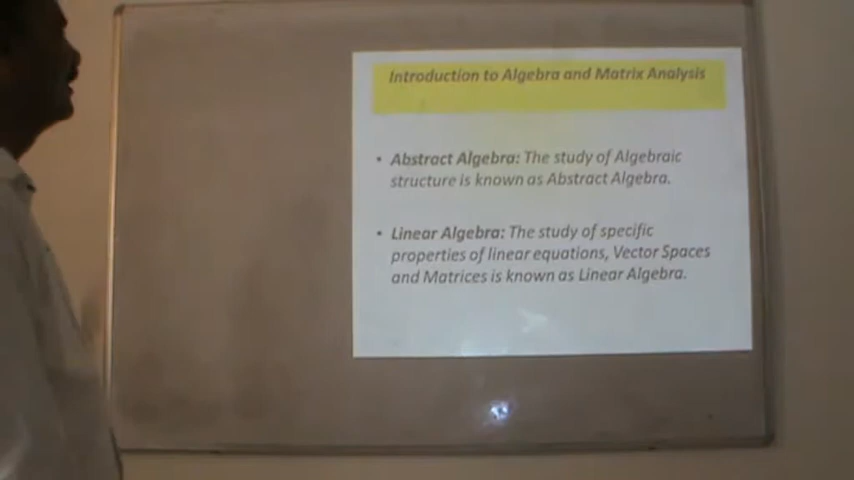 Introduction to Algebra and Matrix Analysis
• Abstract Algebra: The study of Algebraic
structure is known as Abstract Algebra.
• Linear Algebra: The study of specific
properties of linear equations, Vector Spaces
and Matrices is known as Linear Algebra.